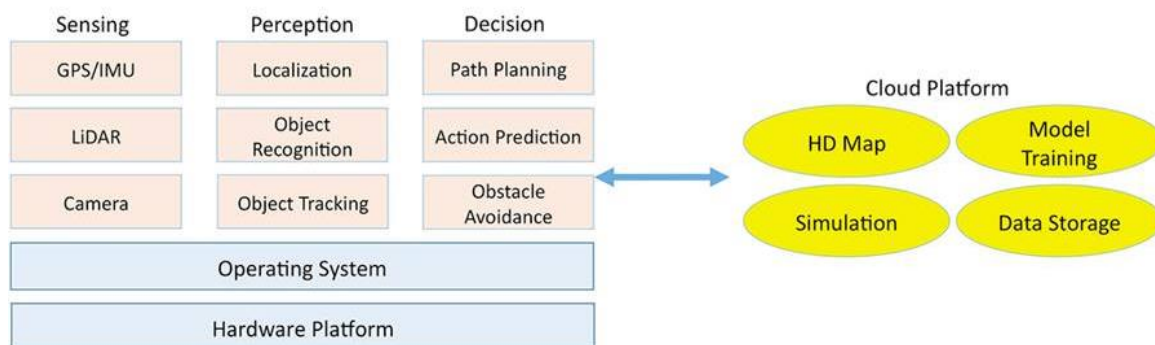 Sensing
Perception
Decision
GPS/IMU
Localization
Path Planning
LiDAR
Object
Recognition
Action Prediction
Camera
Object Tracking
Obstacle
Avoidance
Operating System
Hardware Platform
Cloud Platform
HD Map
Model
Training
Simulation
Data Storage